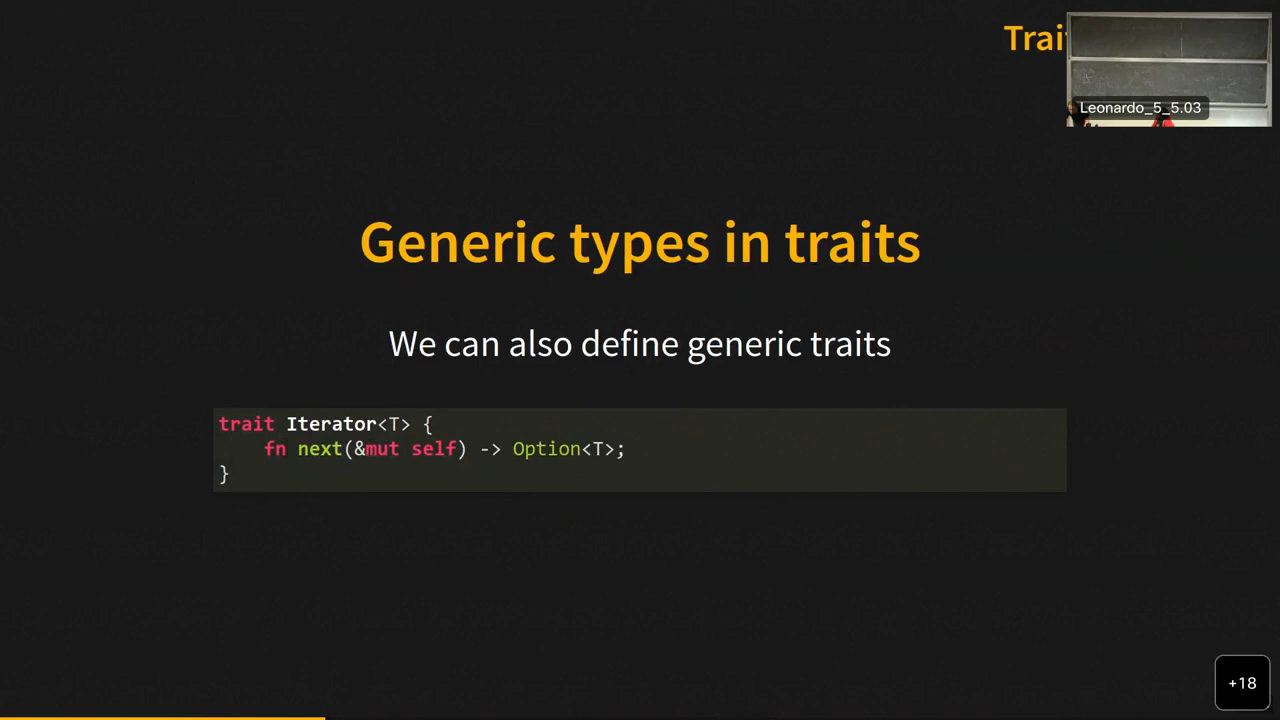 Trai
Leonardo_5_5.03
Generic types in traits
We can also define generic traits
trait Iterator<T> {
    fn next(&mut self) -> Option<T>;
}
+18